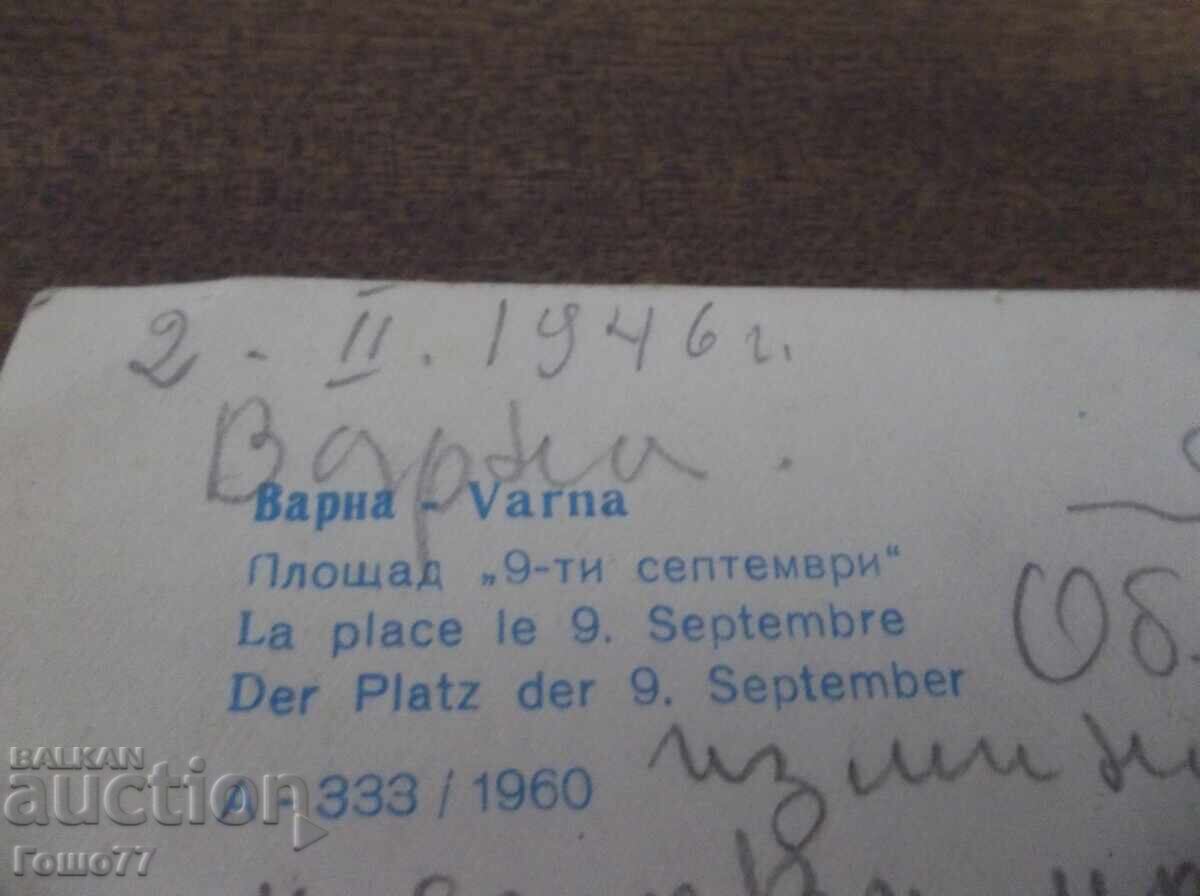 2. II. 1946 г.
Варна.
Варна - Varna
Площад „9-ти септември“
La place le 9. Septembre
Der Platz der 9. September
A - 333 / 1960
BALKAN
auction
Гошо77